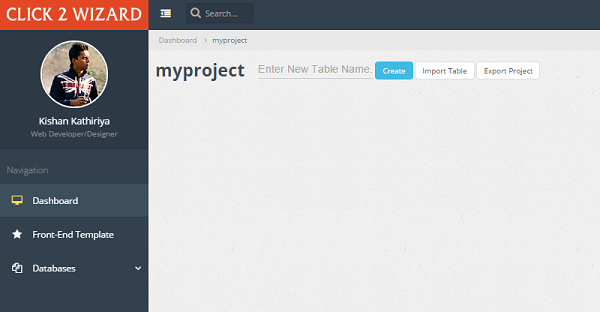 CLICK 2 WIZARD
Search...
Dashboard > myproject
myproject Enter New Table Name. Create Import Table Export Project
Kishan Kathiriya
Web Developer/Designer
Navigation
Dashboard
Front-End Template
Databases